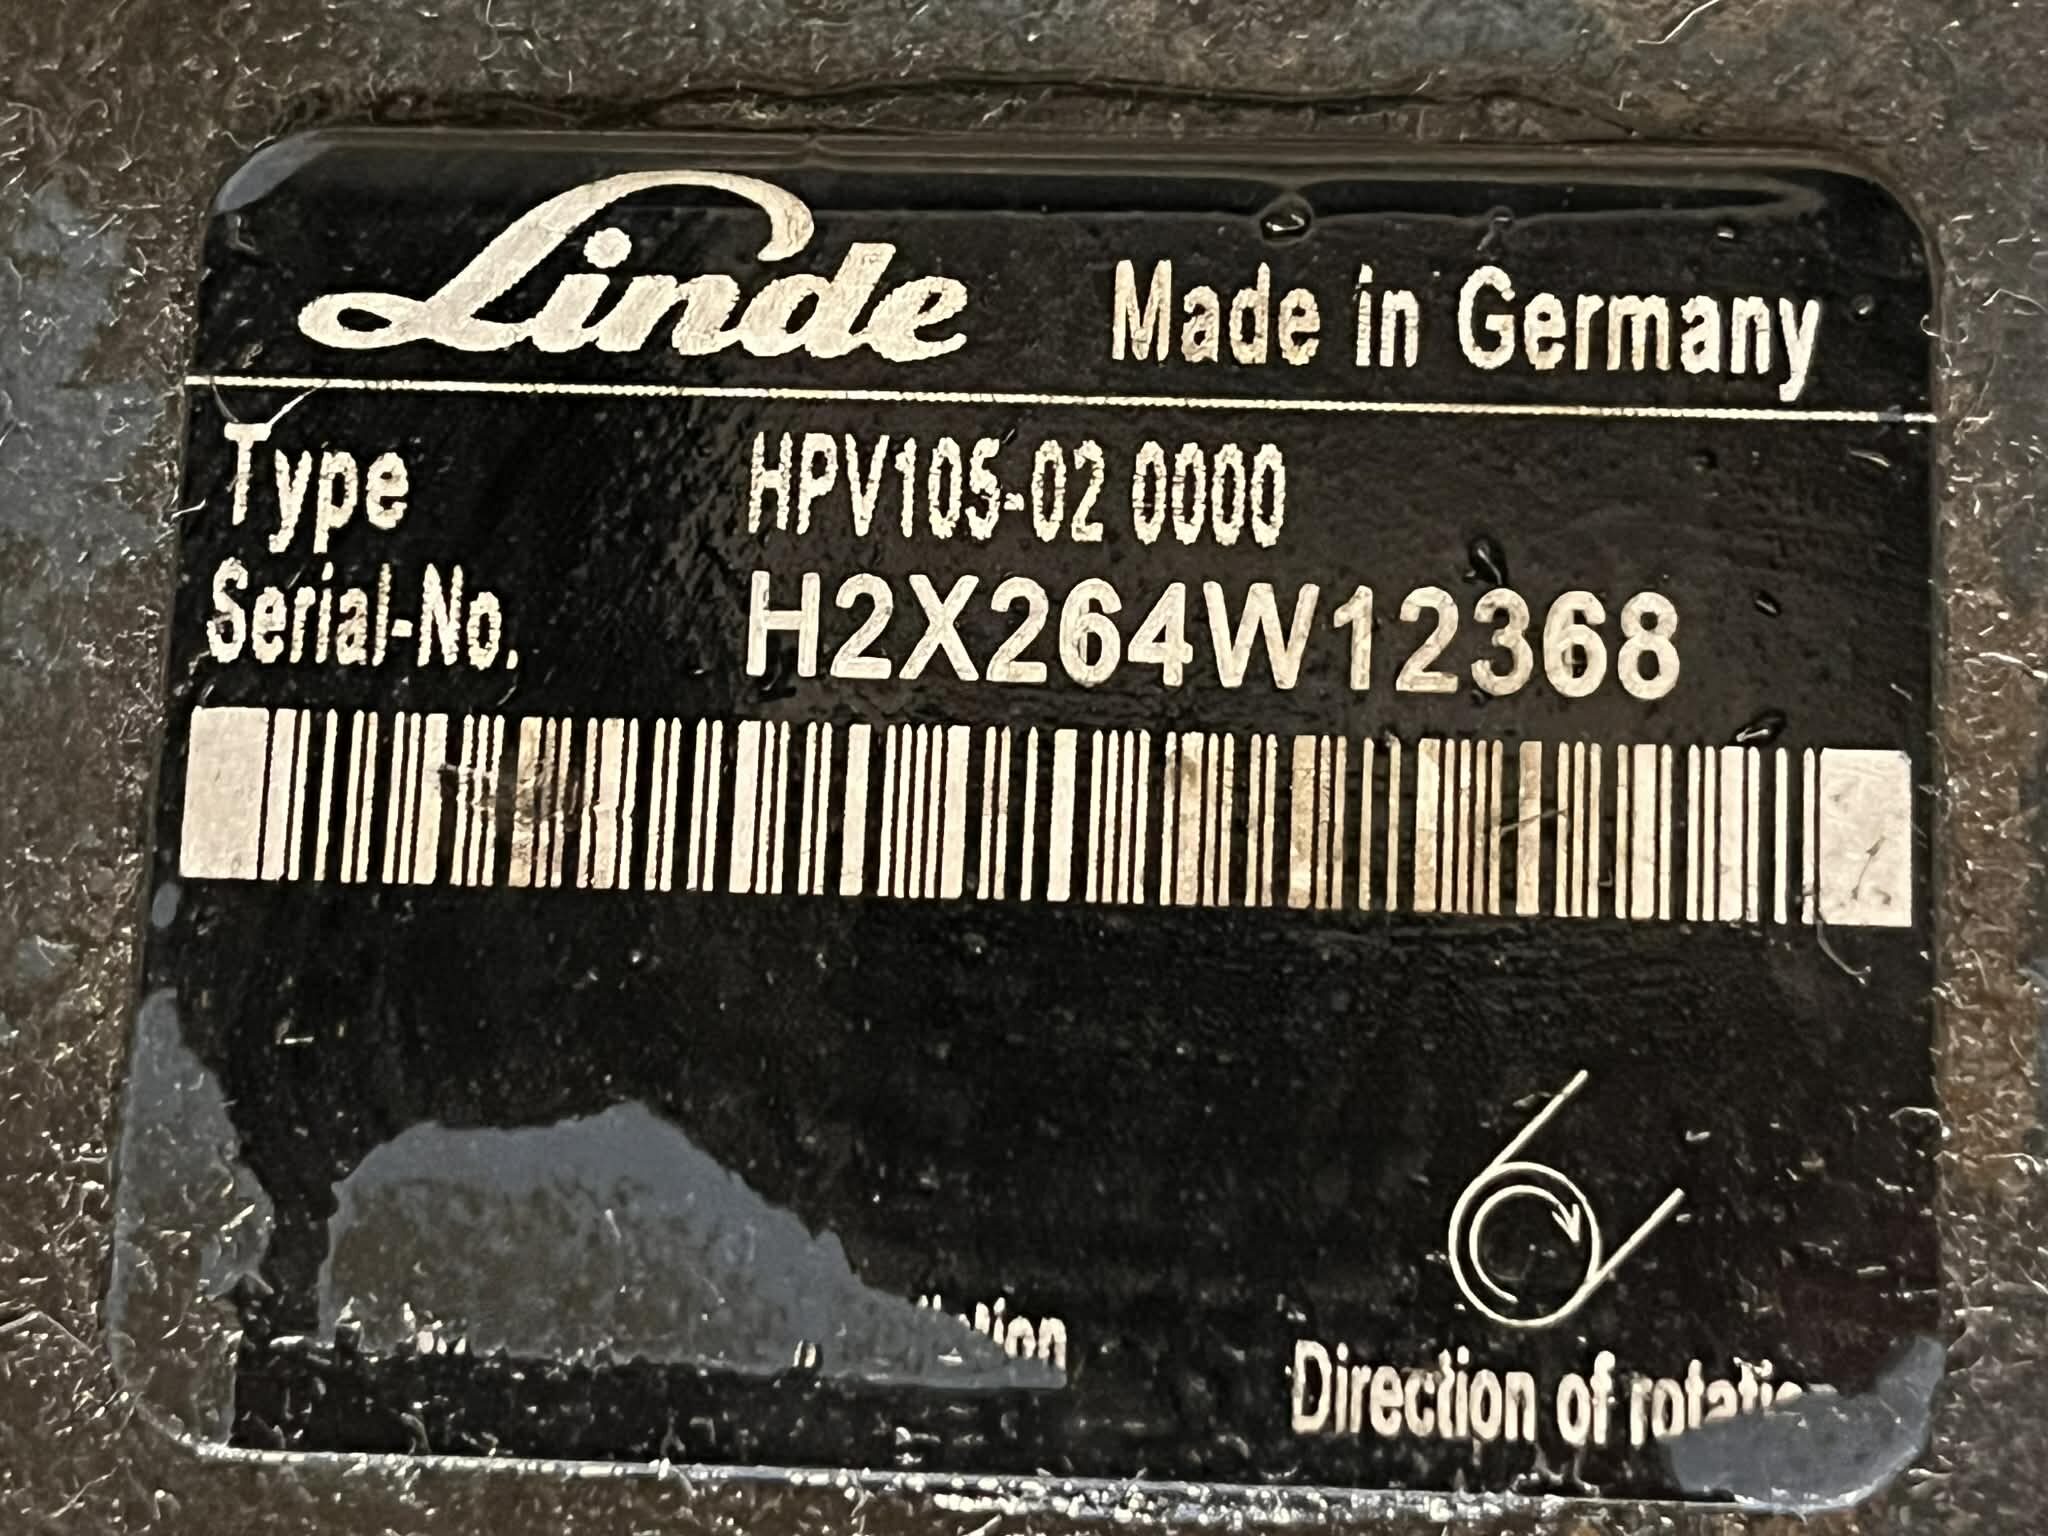 Linde Made in Germany
Type HPV105-02 0000
Serial-No. H2X264W12368
Direction of